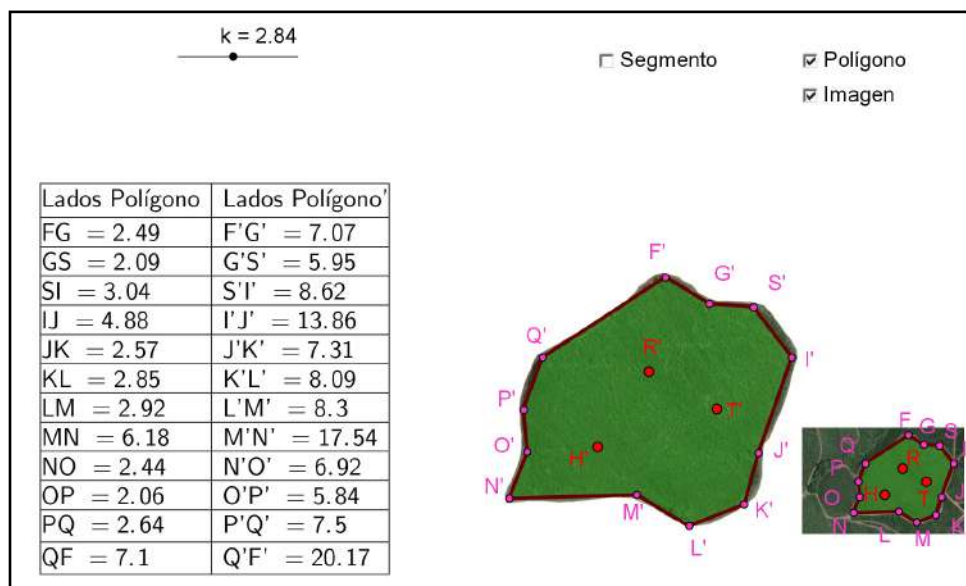 k = 2.84
Segmento
Polígono
Imagen
Lados Polígono Lados Polígono'
FG = 2.49 F'G' = 7.07
GS = 2.09 G'S' = 5.95
SI = 3.04 S'I' = 8.62
IJ = 4.88 I'J' = 13.86
JK = 2.57 J'K' = 7.31
KL = 2.85 K'L' = 8.09
LM = 2.92 L'M' = 8.3
MN = 6.18 M'N' = 17.54
NO = 2.44 N'O' = 6.92
OP = 2.06 O'P' = 5.84
PQ = 2.64 P'Q' = 7.5
QF = 7.1 Q'F' = 20.17
F'
G'
S'
Q'
R'
I'
P'
T'
O'
H'
J'
N'
M'
K'
L'
F
G
S
Q
R
I
P
T
O
H
J
N
L
M
K